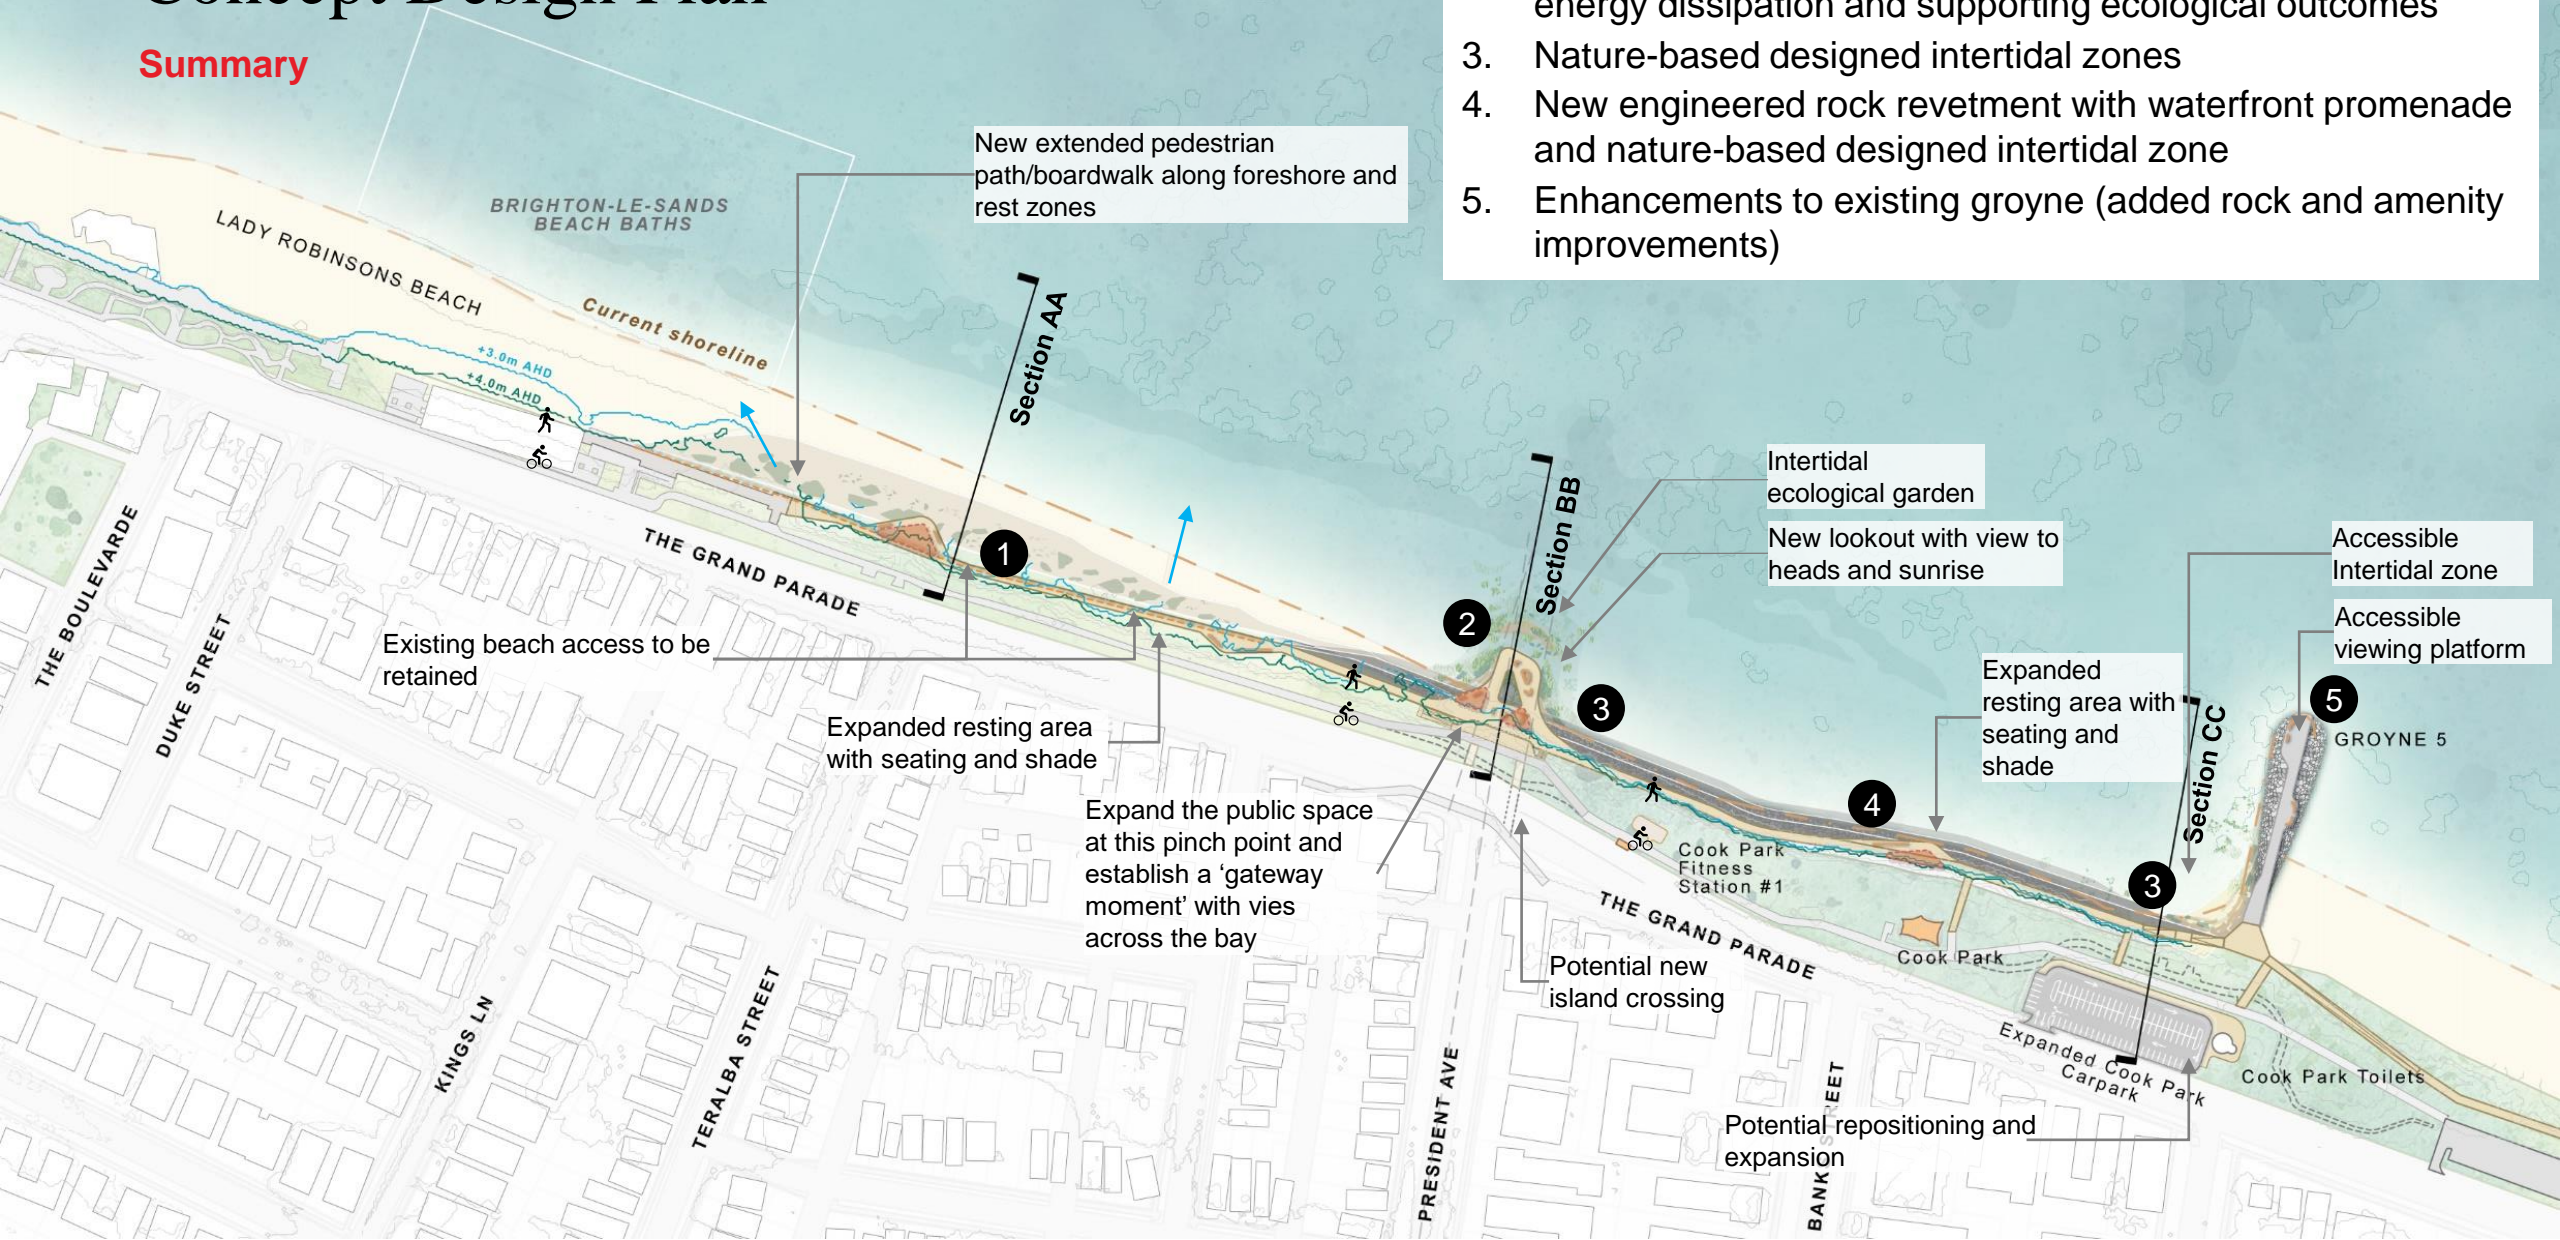 Concept Design Plan
Summary
energy dissipation and supporting ecological outcomes
3. Nature-based designed intertidal zones
4. New engineered rock revetment with waterfront promenade
and nature-based designed intertidal zone
5. Enhancements to existing groyne (added rock and amenity
improvements)
New extended pedestrian
path/boardwalk along foreshore and
rest zones
BRIGHTON-LE-SANDS
BEACH BATHS
LADY ROBINSONS BEACH
Current shoreline
+3.0m AHD
+4.0m AHD
Section AA
Section BB
Intertidal
ecological garden
New lookout with view to
heads and sunrise
Accessible
Intertidal zone
Accessible
viewing platform
1
2
3
4
3
5
GROYNE 5
Section CC
Expanded
resting area with
seating and
shade
THE GRAND PARADE
THE BOULEVARDE
DUKE STREET
Existing beach access to be
retained
Expanded resting area
with seating and shade
Expand the public space
at this pinch point and
establish a ‘gateway
moment’ with vies
across the bay
Cook Park
Fitness
Station #1
THE GRAND PARADE
Cook Park
Potential new
island crossing
KINGS LN
TERALBA STREET
PRESIDENT AVE
BANKS STREET
Expanded Cook Park
Carpark
Cook Park Toilets
Potential repositioning and
expansion